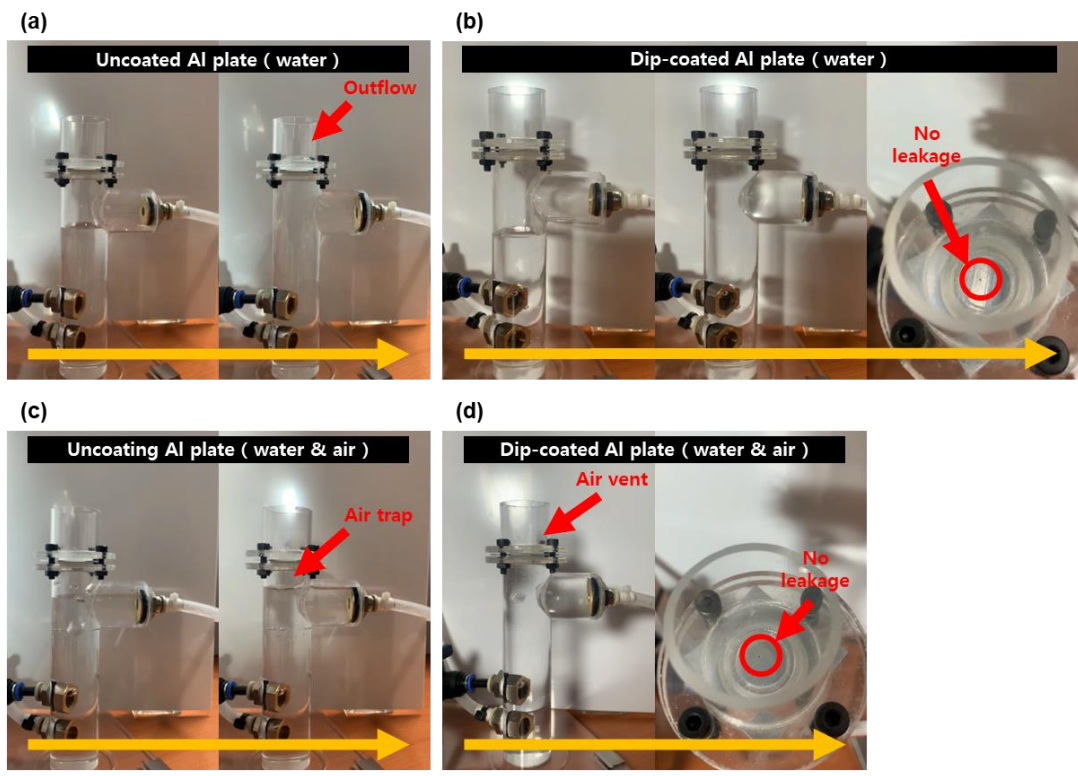 (a)
Uncoated Al plate ( water )
Outflow
(b)
Dip-coated Al plate ( water )
No
leakage
(c)
Uncoating Al plate ( water & air )
Air trap
(d)
Dip-coated Al plate ( water & air )
Air vent
No
leakage